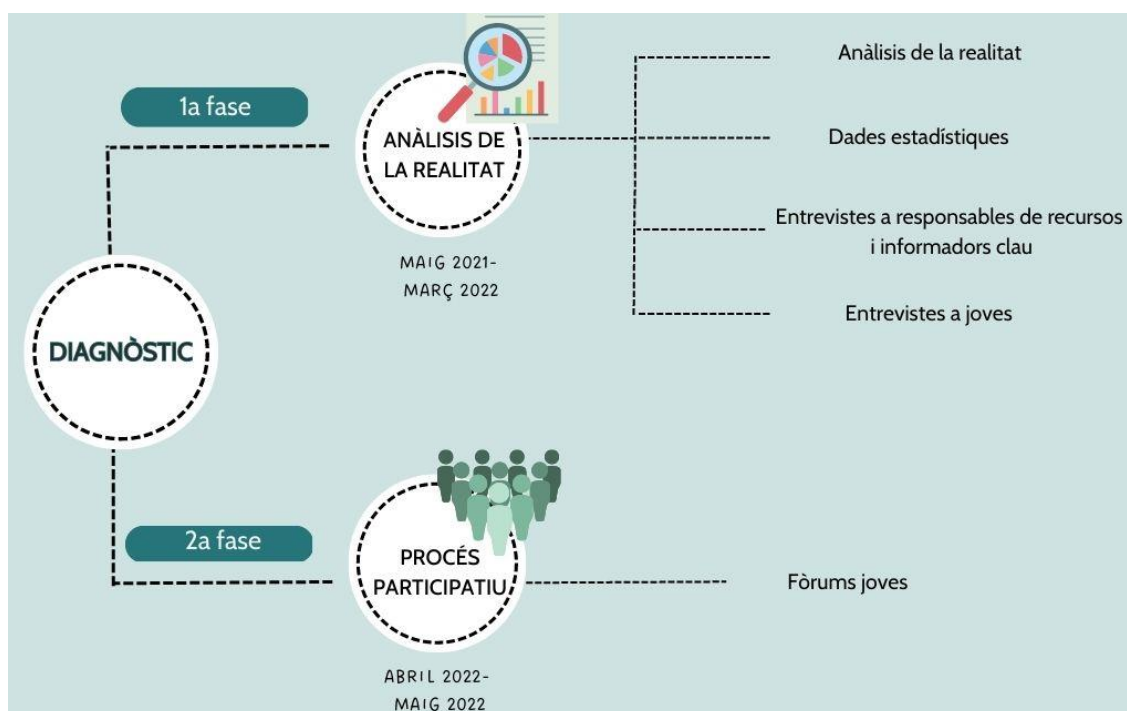 1a fase
ANÀLISIS DE
LA REALITAT
MAIG 2021-
MARÇ 2022
Anàlisis de la realitat
Dades estadístiques
Entrevistes a responsables de recursos
i informadors clau
Entrevistes a joves
DIAGNÒSTIC
2a fase
PROCÉS
PARTICIPATIU
ABRIL 2022-
MAIG 2022
Fòrums joves